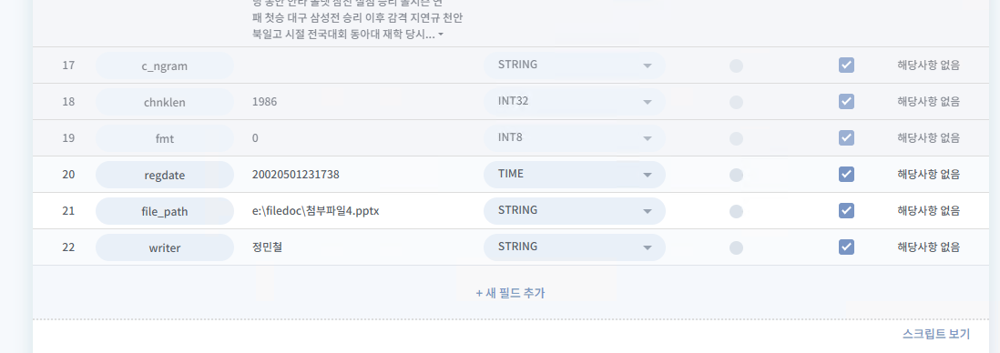 패 첫승 대구 삼성전 승리 이후 감격 지연규 천안
북일고 시절 전국대회 동아대 재학 당시...
17 c_ngram STRING 해당사항 없음
18 chnklen 1986 INT32 해당사항 없음
19 fmt 0 INT8 해당사항 없음
20 regdate 20020501231738 TIME 해당사항 없음
21 file_path e:\filedoc\첨부파일4.pptx STRING 해당사항 없음
22 writer 정민철 STRING 해당사항 없음
+ 새 필드 추가
스크립트 보기